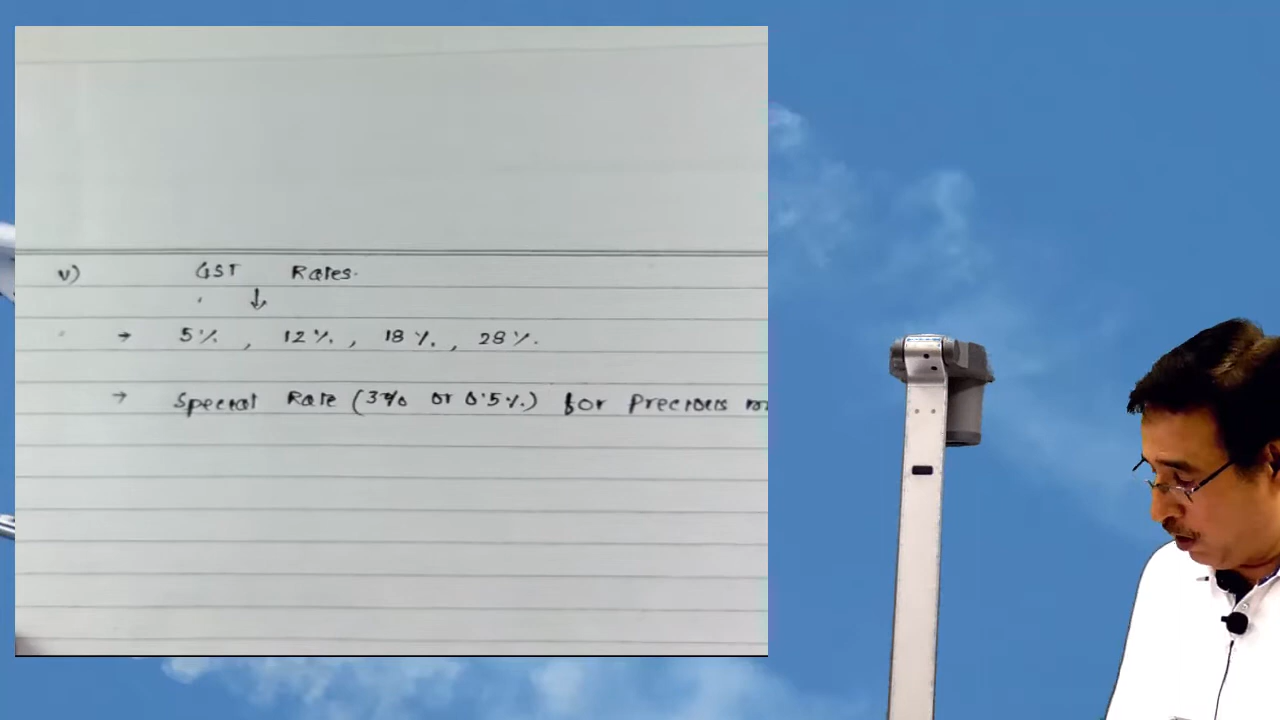 v) GST Rates.
↓
→ 5%, 12%, 18%, 28%.
→ Special Rate (3% or 0.5%) for Precious